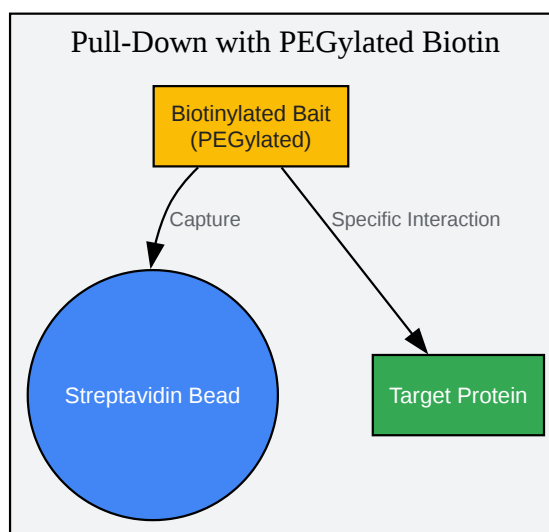 Pull-Down with PEGylated Biotin
Biotinylated Bait
(PEGylated)
Capture
Specific Interaction
Streptavidin Bead
Target Protein